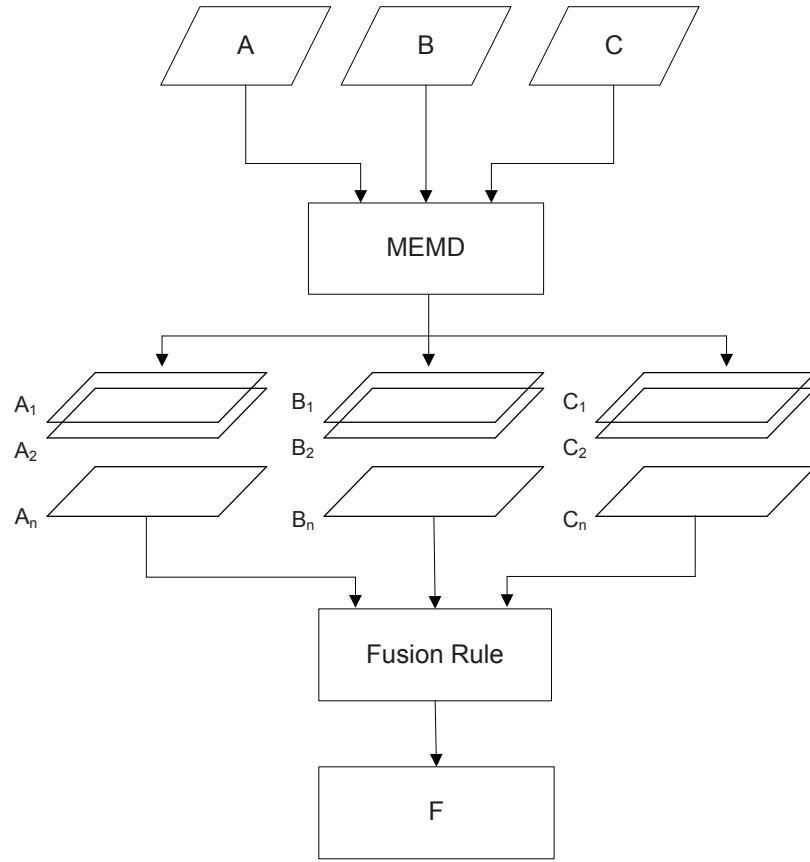 A
B
C
MEMD
A₁
B₁
C₁
A₂
B₂
C₂
Aₙ
Bₙ
Cₙ
Fusion Rule
F